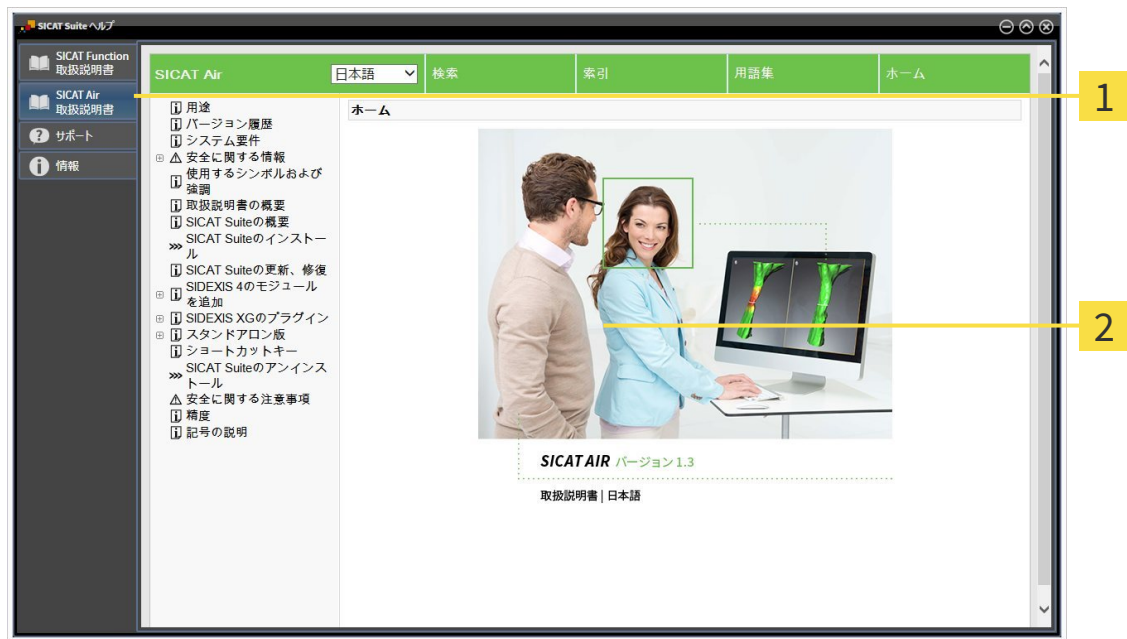 SICAT Suite ヘルプ
SICAT Function
取扱説明書
SICAT Air
取扱説明書
サポート
情報
SICAT Air
日本語
検索
索引
用語集
ホーム
用途
バージョン履歴
システム要件
安全に関する情報
使用するシンボルおよび
強調
取扱説明書の概要
SICAT Suiteの概要
SICAT Suiteのインストー
ル
SICAT Suiteの更新、修復
SIDEXIS 4のモジュール
を追加
SIDEXIS XGのプラグイン
スタンドアロン版
ショートカットキー
SICAT Suiteのアンインス
トール
安全に関する注意事項
精度
記号の説明
ホーム
SICAT AIR バージョン 1.3
取扱説明書 | 日本語
1
2